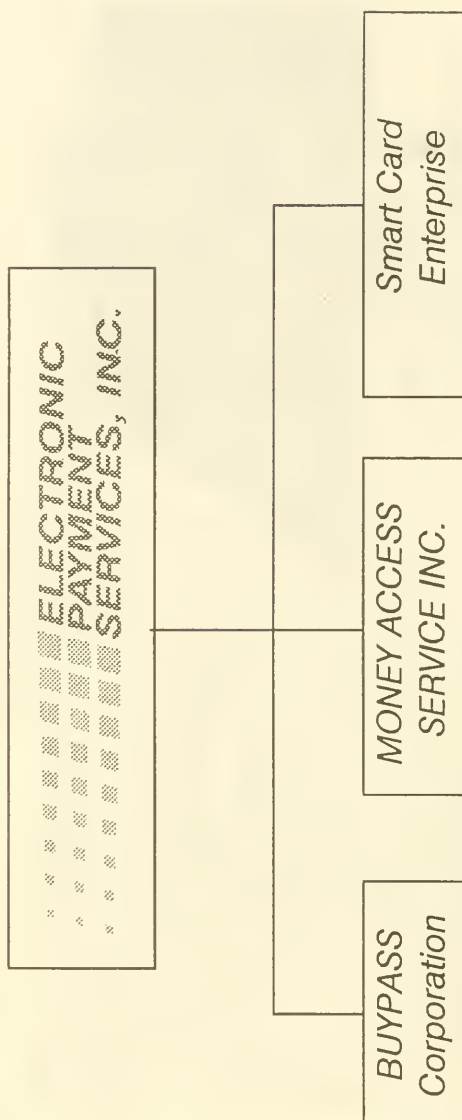 ELECTRONIC
PAYMENT
SERVICES, INC.
BUYPASS
Corporation
MONEY ACCESS
SERVICE INC.
Smart Card
Enterprise